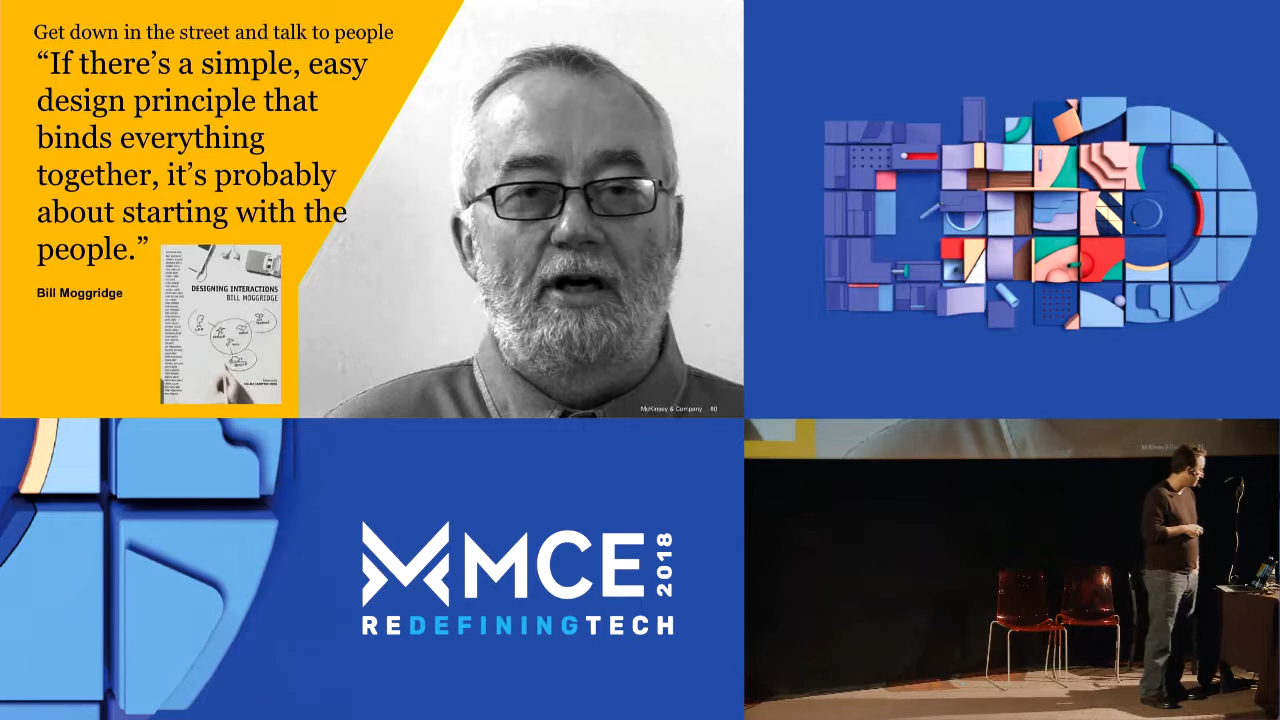 Get down in the street and talk to people
“If there’s a simple, easy
design principle that
binds everything
together, it’s probably
about starting with the
people.”
Bill Moggridge
DESIGNING INTERACTIONS
BILL MOGGRIDGE
McKinsey & Company 60
MCE 2018
REDEFININGTECH